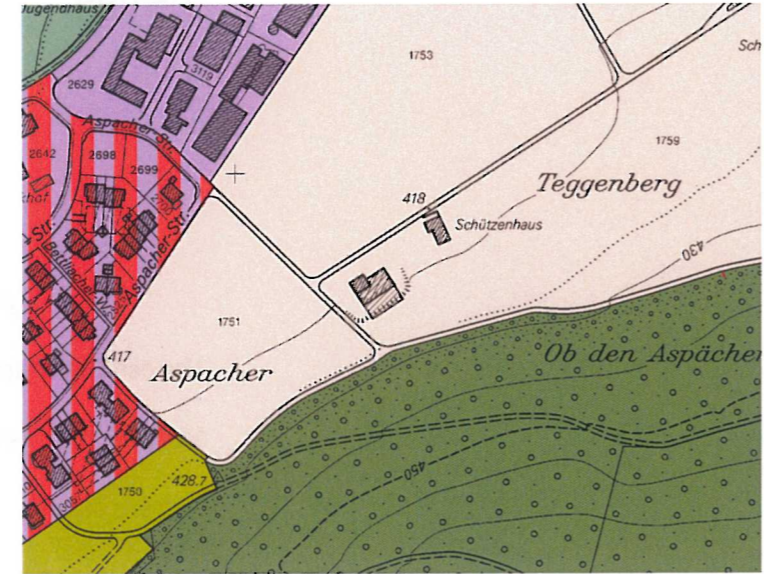 Jugendhaus
1753
Sch
2629
3119
Aspacher-Str.
1759
2642
2698
2699
Teggenberg
418
Schützenhaus
Str.
Aspacher-Str.
430
1751
417
Aspacher
Ob den Aspächer
450
428.7
1750